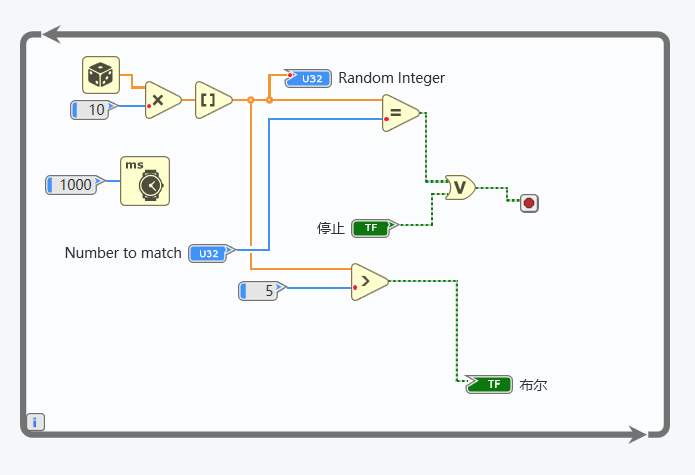 U32 Random Integer
10
ms
1000
V
停止 TF
Number to match U32
5
TF 布尔
i